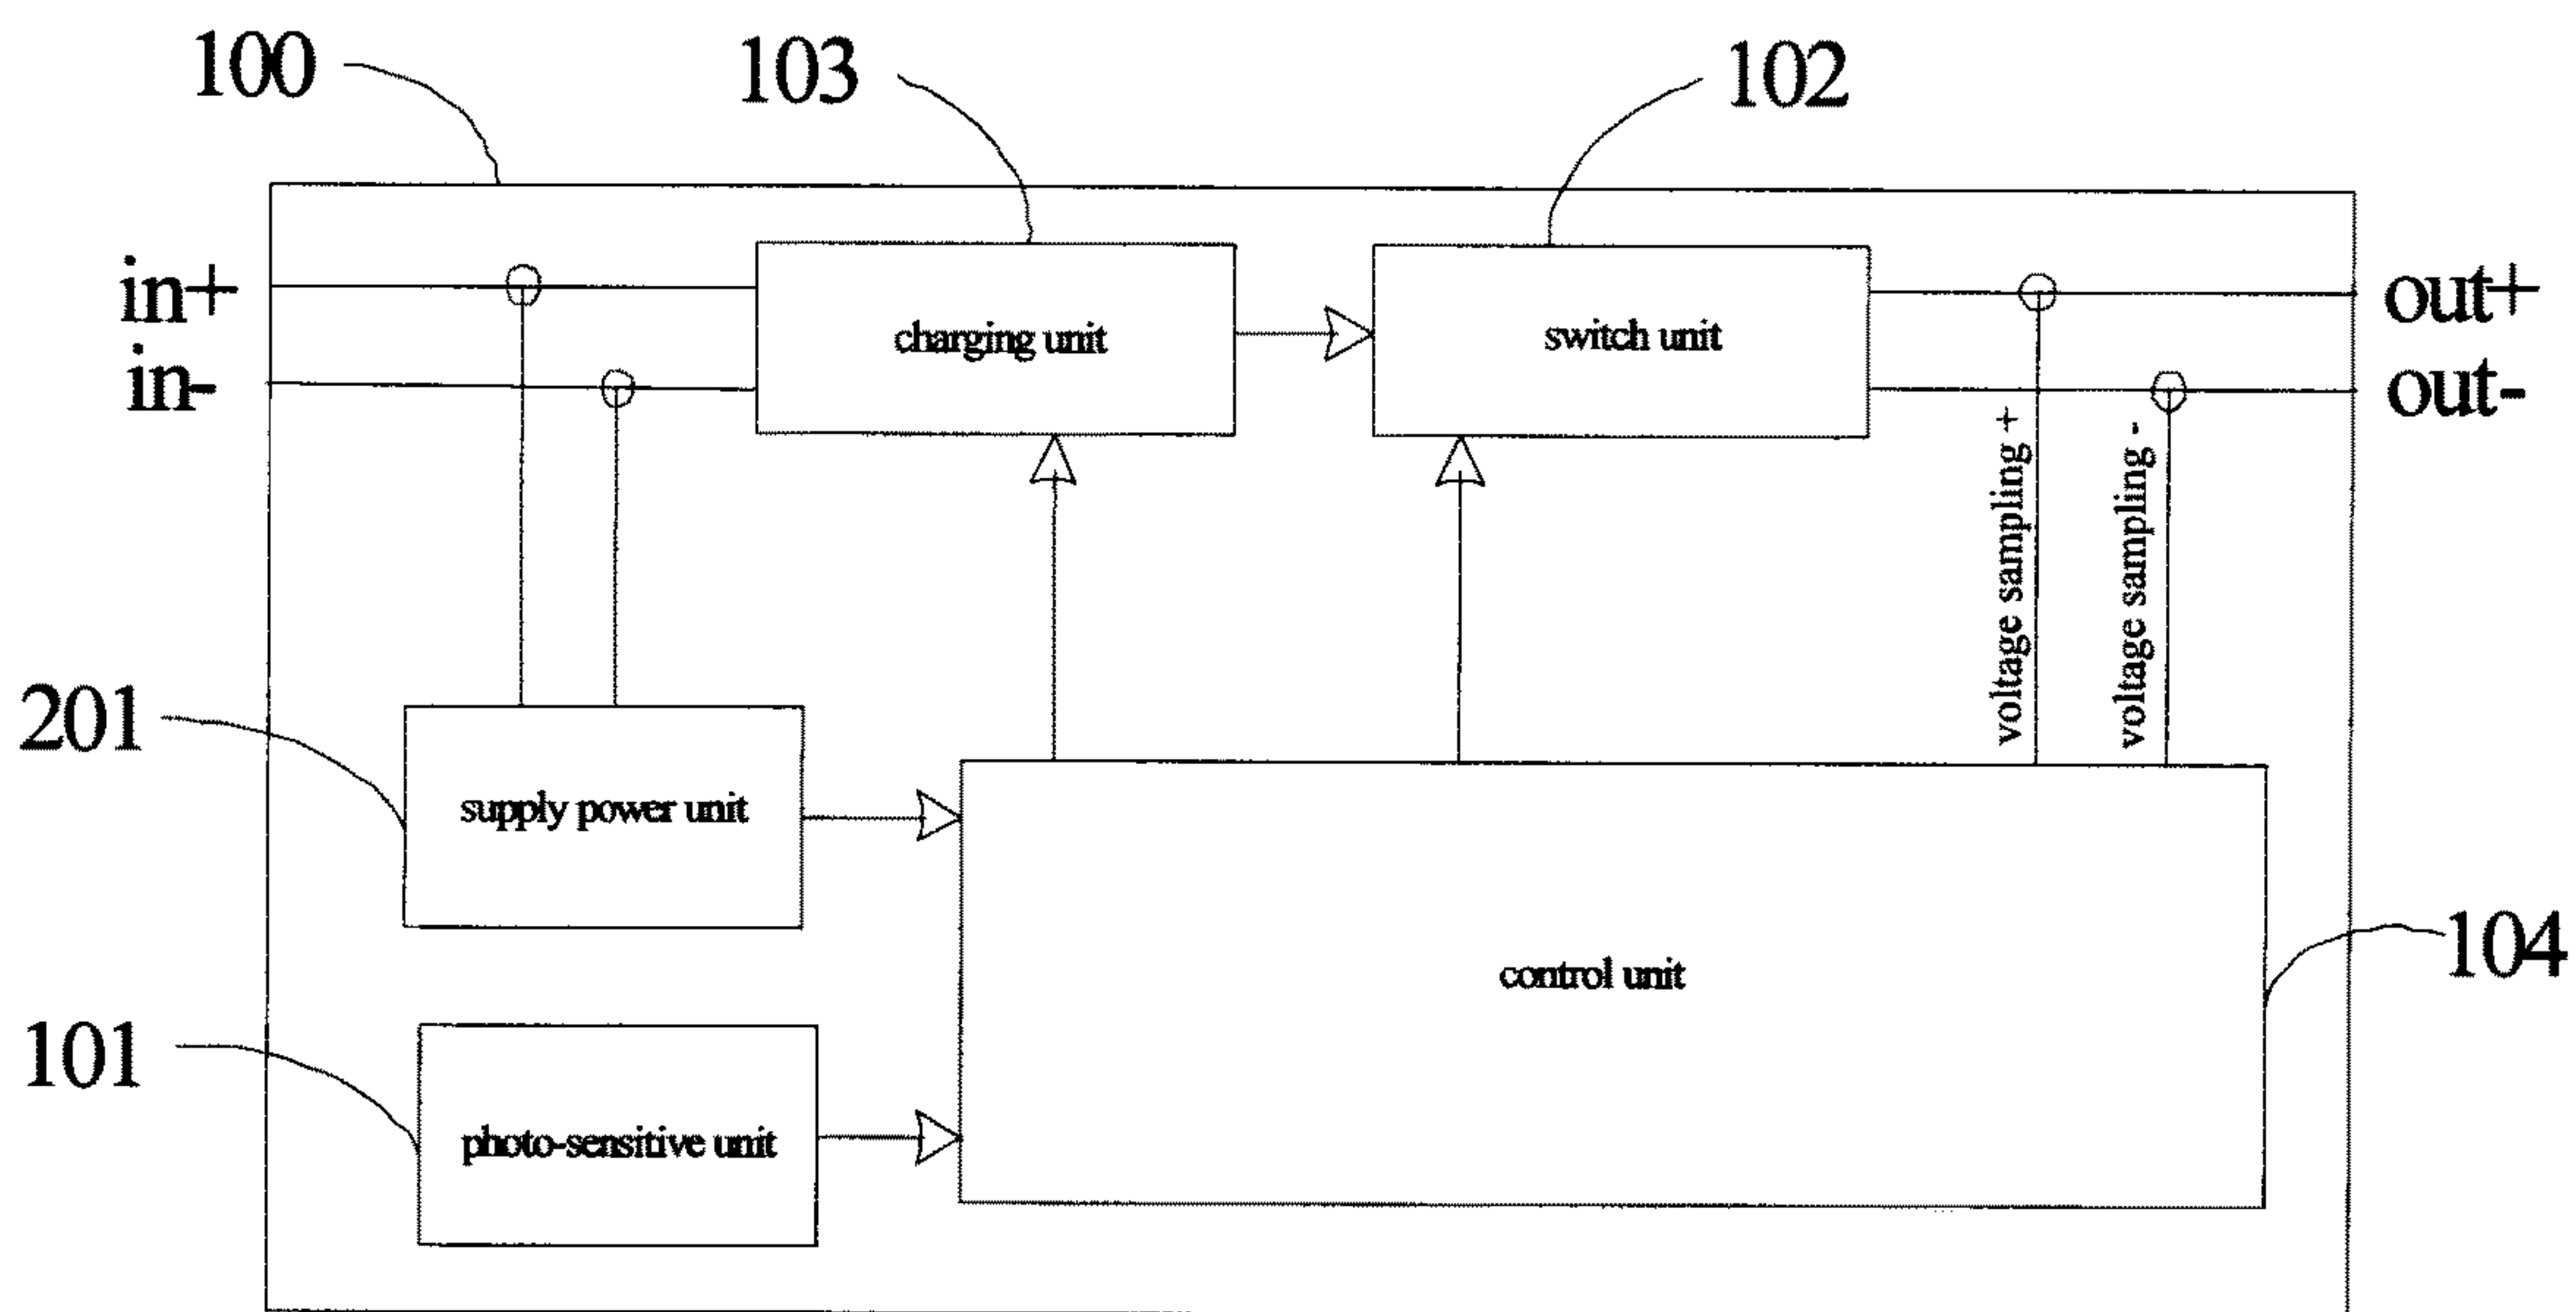 100
103
102
in+
in-
charging unit
switch unit
out+
out-
voltage sampling +
voltage sampling -
201
supply power unit
control unit
104
101
photo-sensitive unit